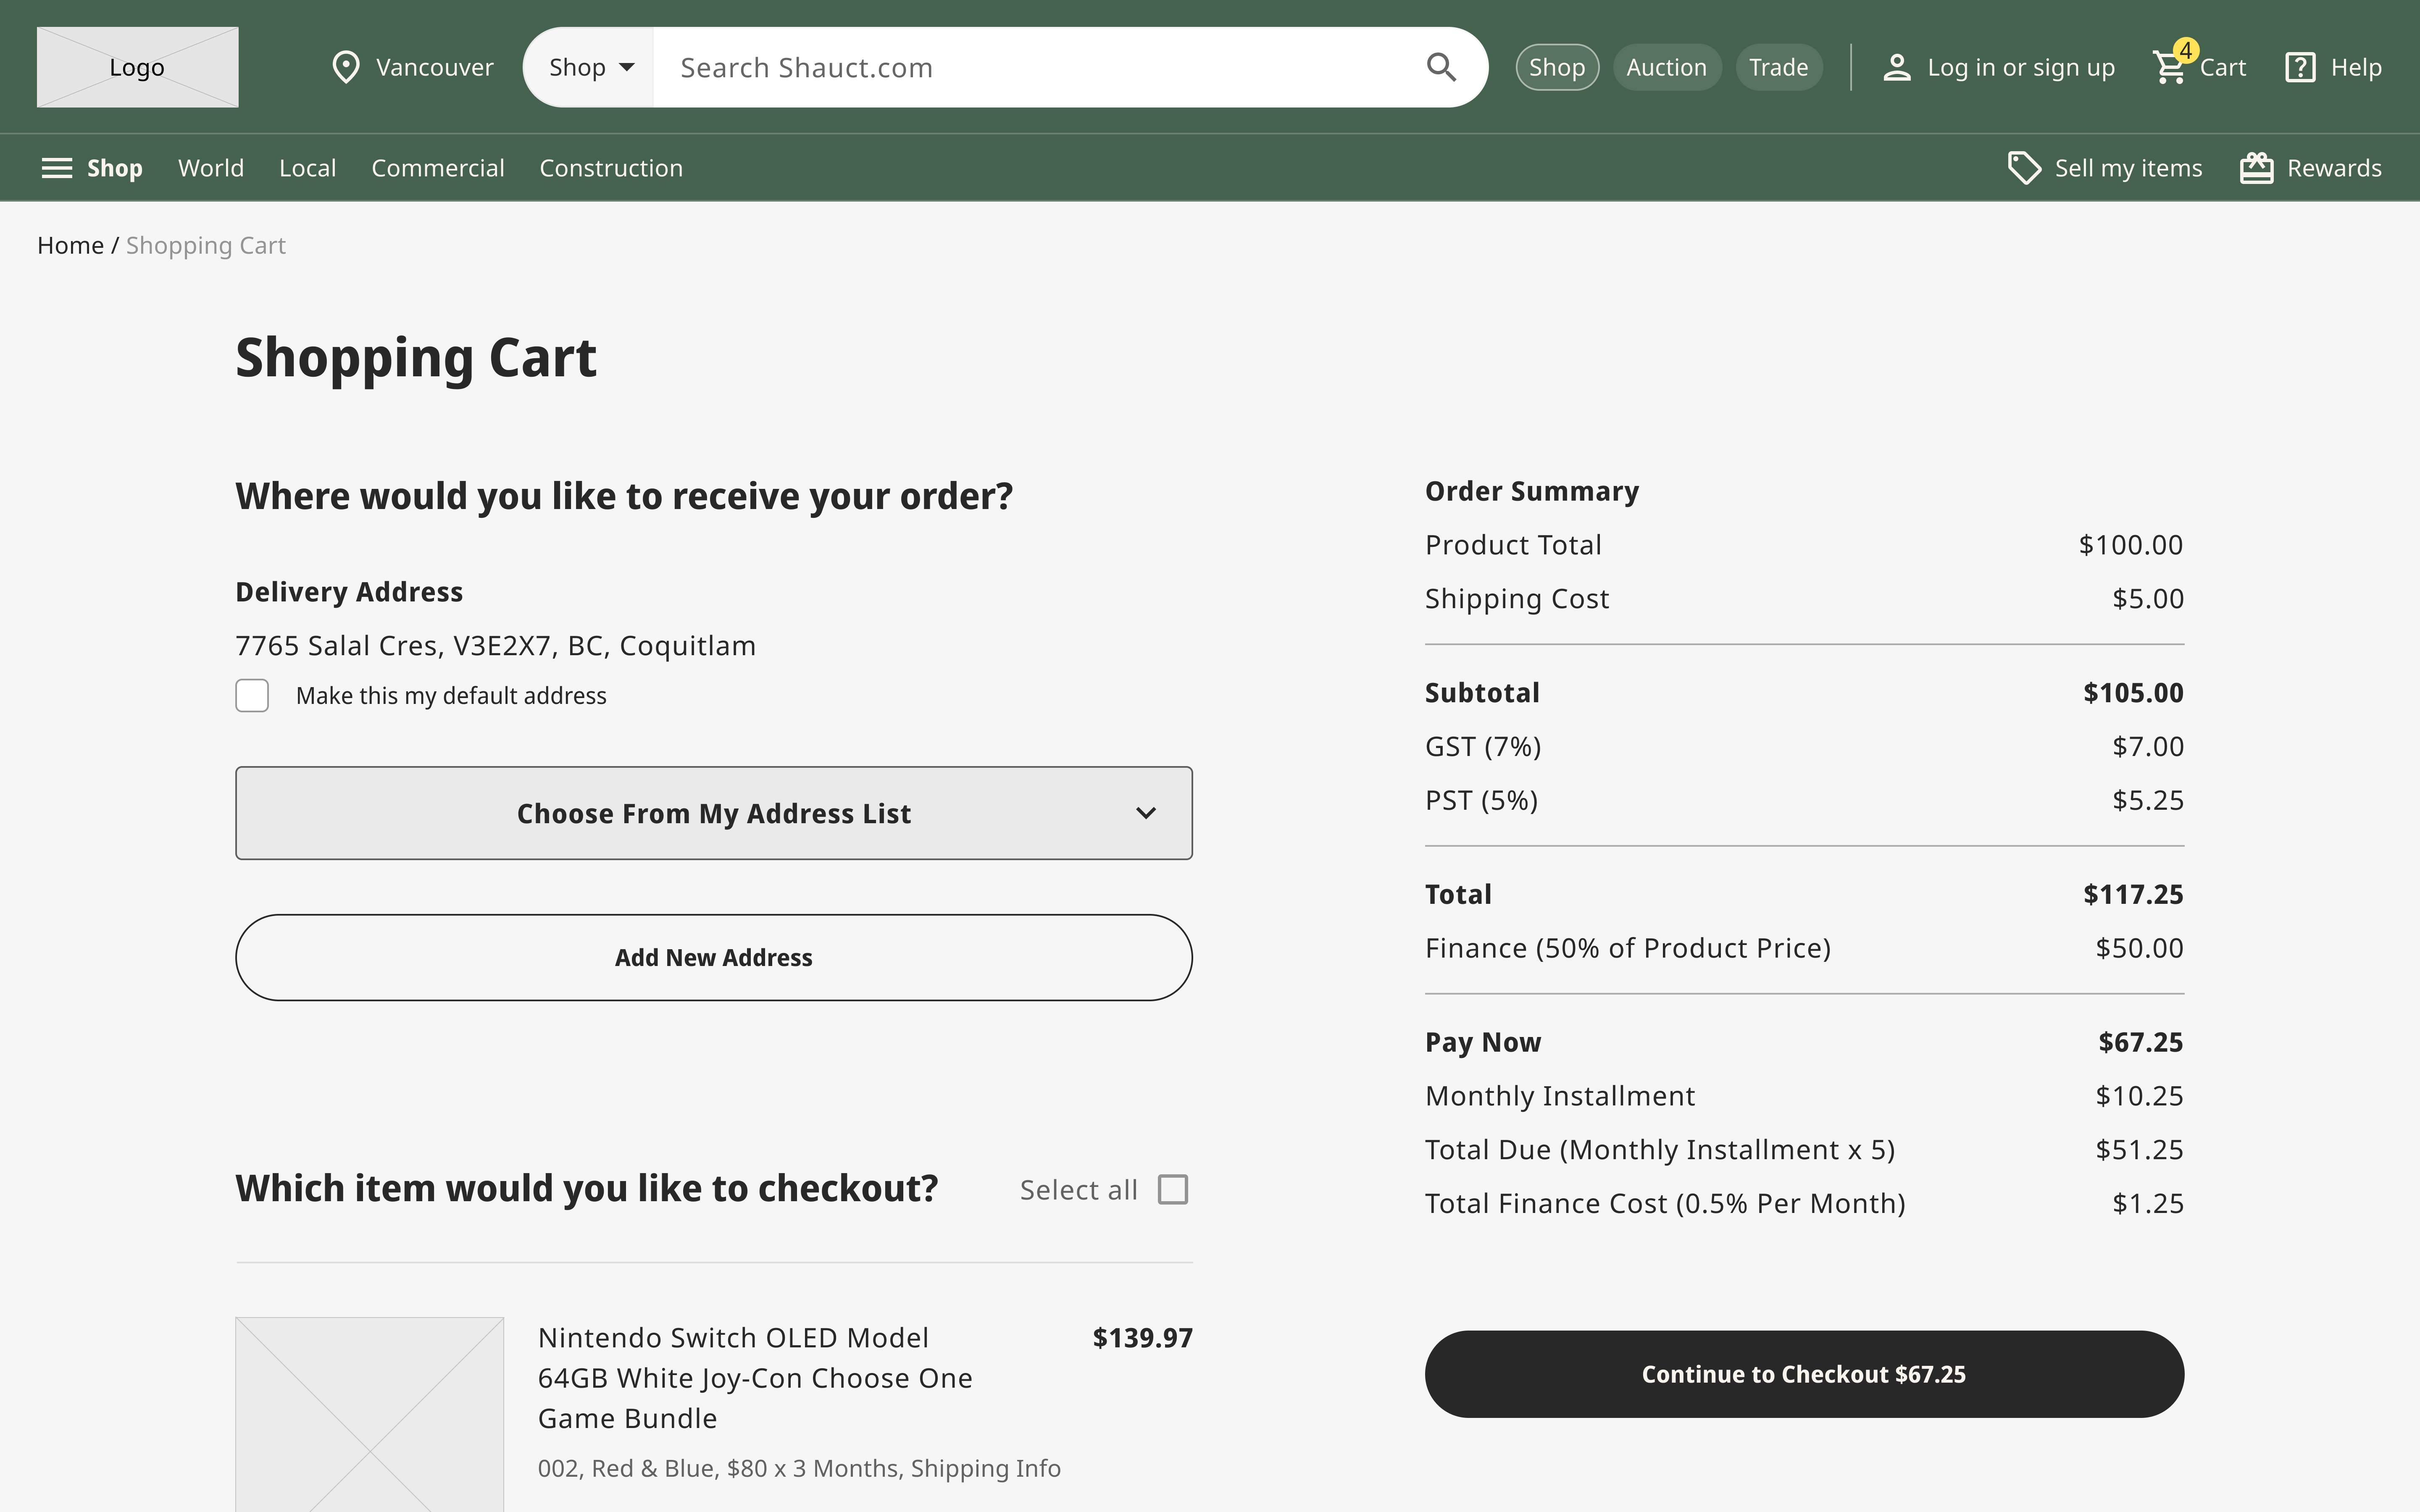 Logo
Vancouver
Shop
Search Shauct.com
Shop
Auction
Trade
Log in or sign up
4
Cart
Help
Shop
World
Local
Commercial
Construction
Sell my items
Rewards
Home / Shopping Cart
Shopping Cart
Where would you like to receive your order?
Delivery Address
7765 Salal Cres, V3E2X7, BC, Coquitlam
Make this my default address
Choose From My Address List
Add New Address
Which item would you like to checkout?
Select all
Nintendo Switch OLED Model
64GB White Joy-Con Choose One
Game Bundle
$139.97
002, Red & Blue, $80 x 3 Months, Shipping Info
Order Summary
Product Total $100.00
Shipping Cost $5.00
Subtotal $105.00
GST (7%) $7.00
PST (5%) $5.25
Total $117.25
Finance (50% of Product Price) $50.00
Pay Now $67.25
Monthly Installment $10.25
Total Due (Monthly Installment x 5) $51.25
Total Finance Cost (0.5% Per Month) $1.25
Continue to Checkout $67.25